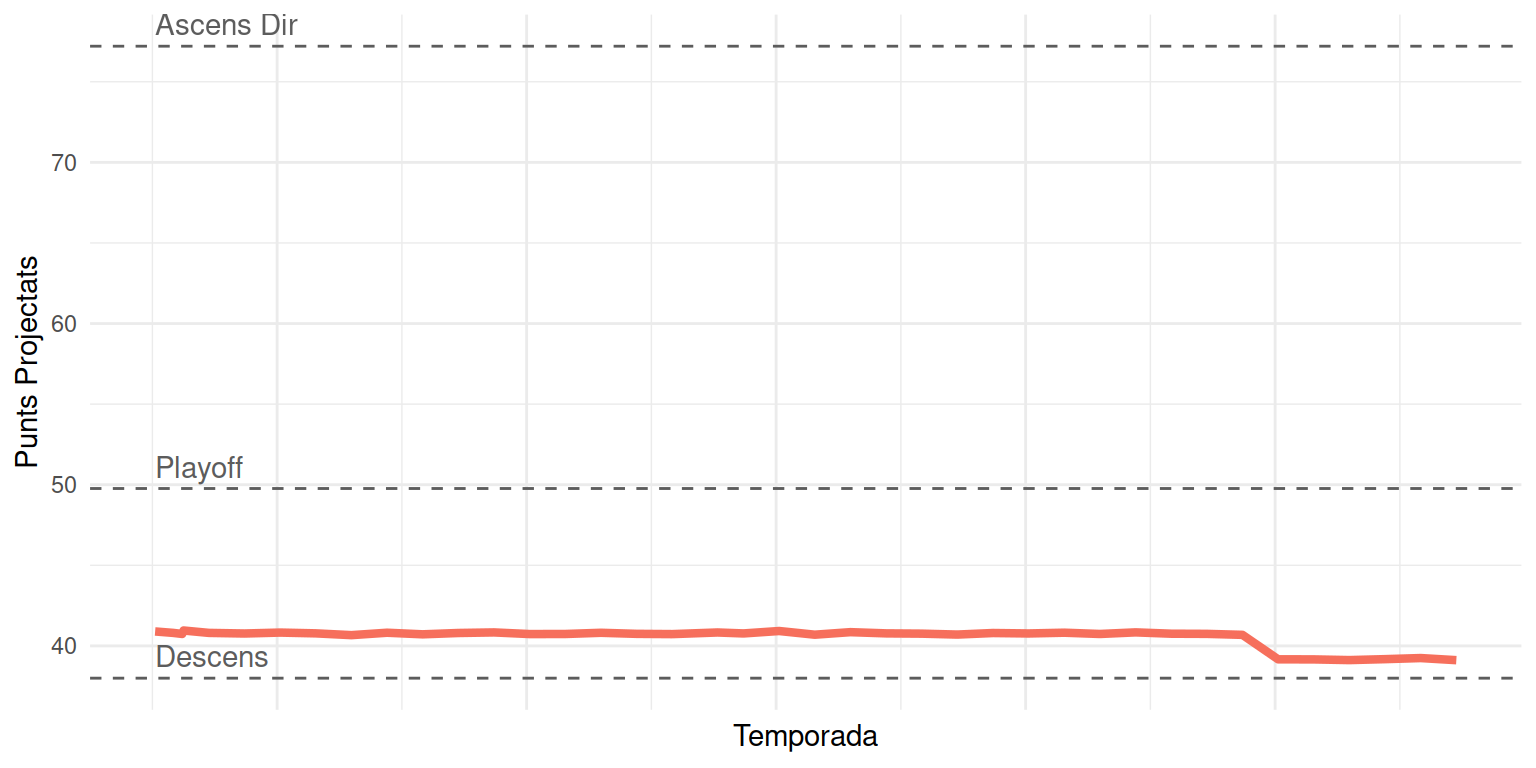 Ascens Dir
70
60
Playoff
50
40
Descens
Punts Projectats
Temporada